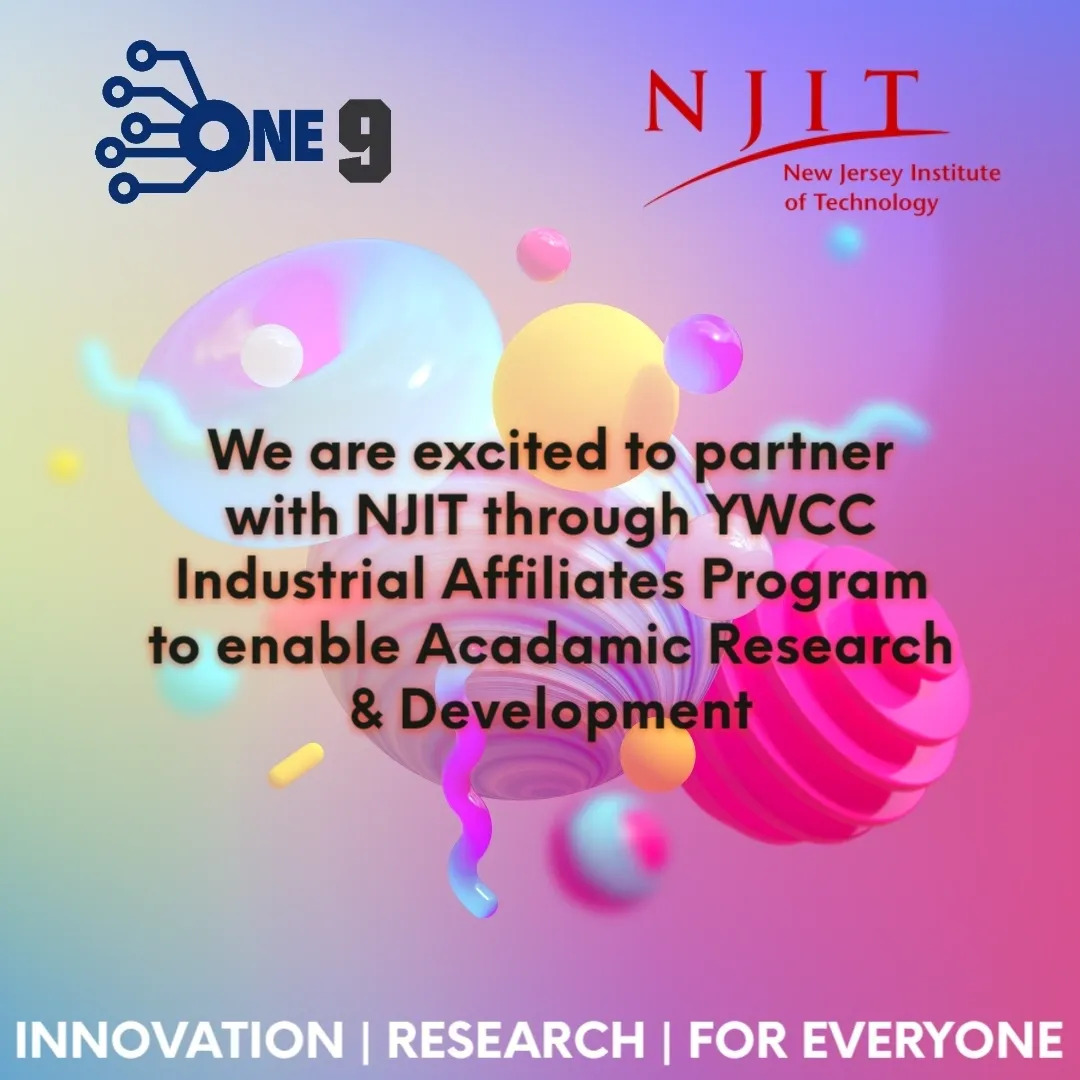 ONE 9
NJIT
New Jersey Institute
of Technology
We are excited to partner
with NJIT through YWCC
Industrial Affiliates Program
to enable Acadamic Research
& Development
INNOVATION | RESEARCH | FOR EVERYONE